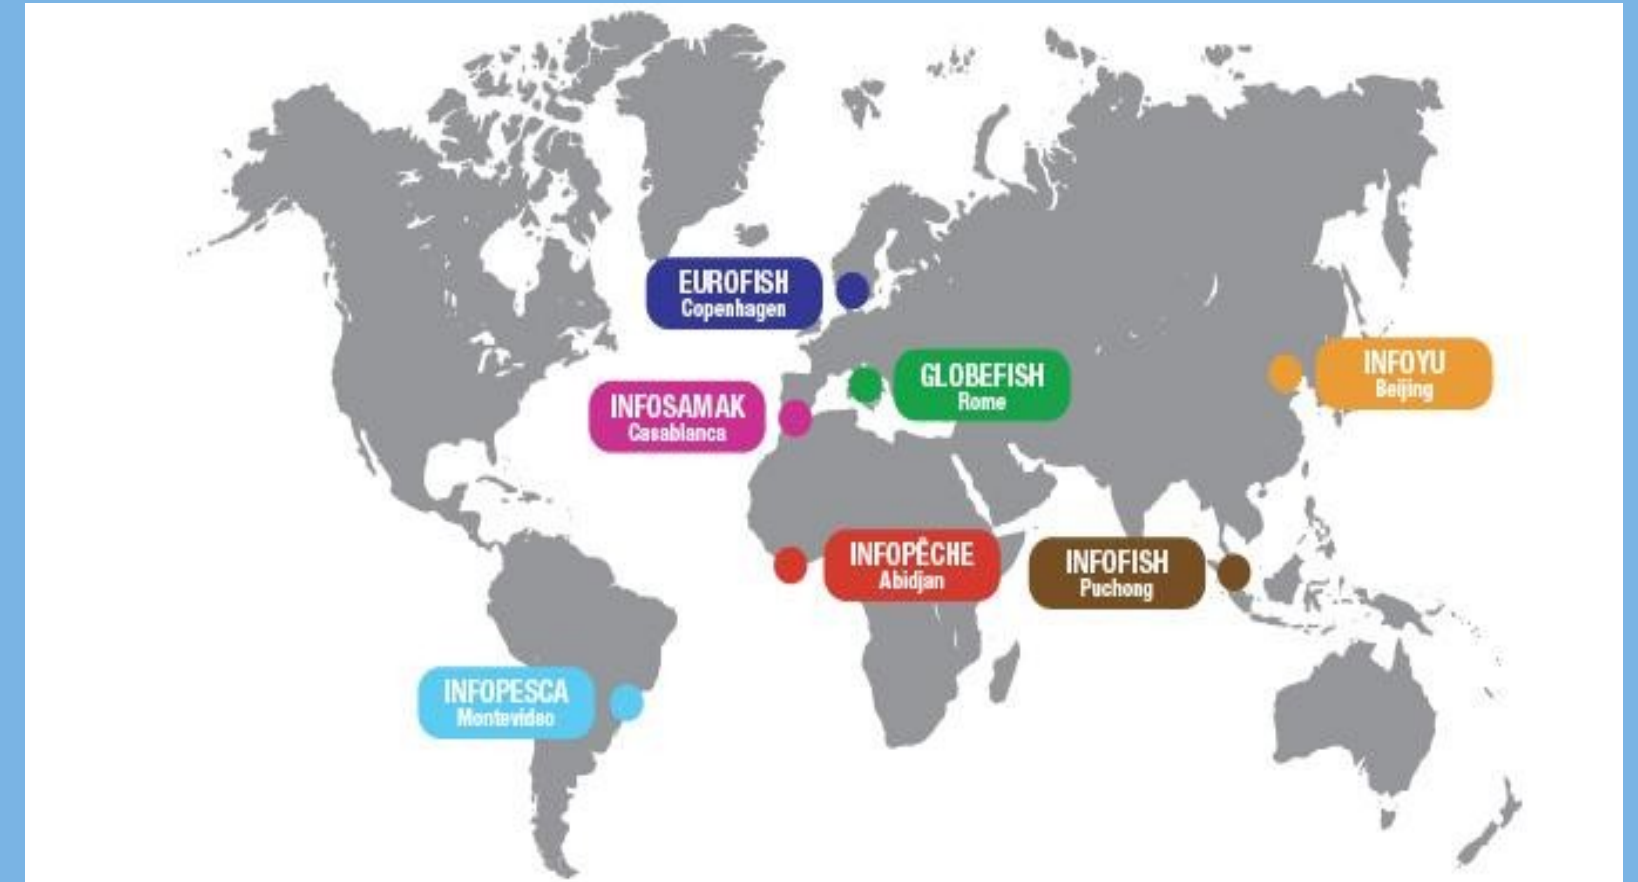 EUROFISH
Copenhagen
GLOBEFISH
Rome
INFOYU
Beijing
INFOSAMAK
Casablanca
INFOPÊCHE
Abidjan
INFOFISH
Puchong
INFOPESCA
Montevideo